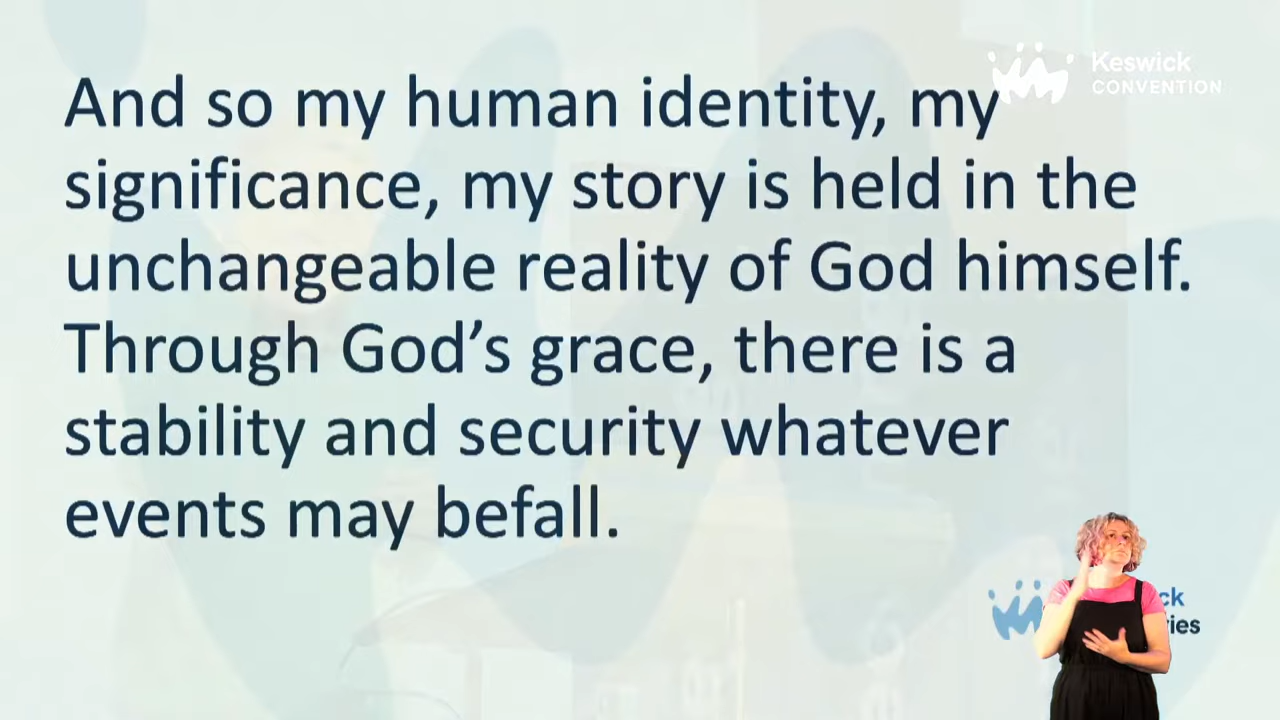 Keswick
CONVENTION
And so my human identity, my
significance, my story is held in the
unchangeable reality of God himself.
Through God’s grace, there is a
stability and security whatever
events may befall.